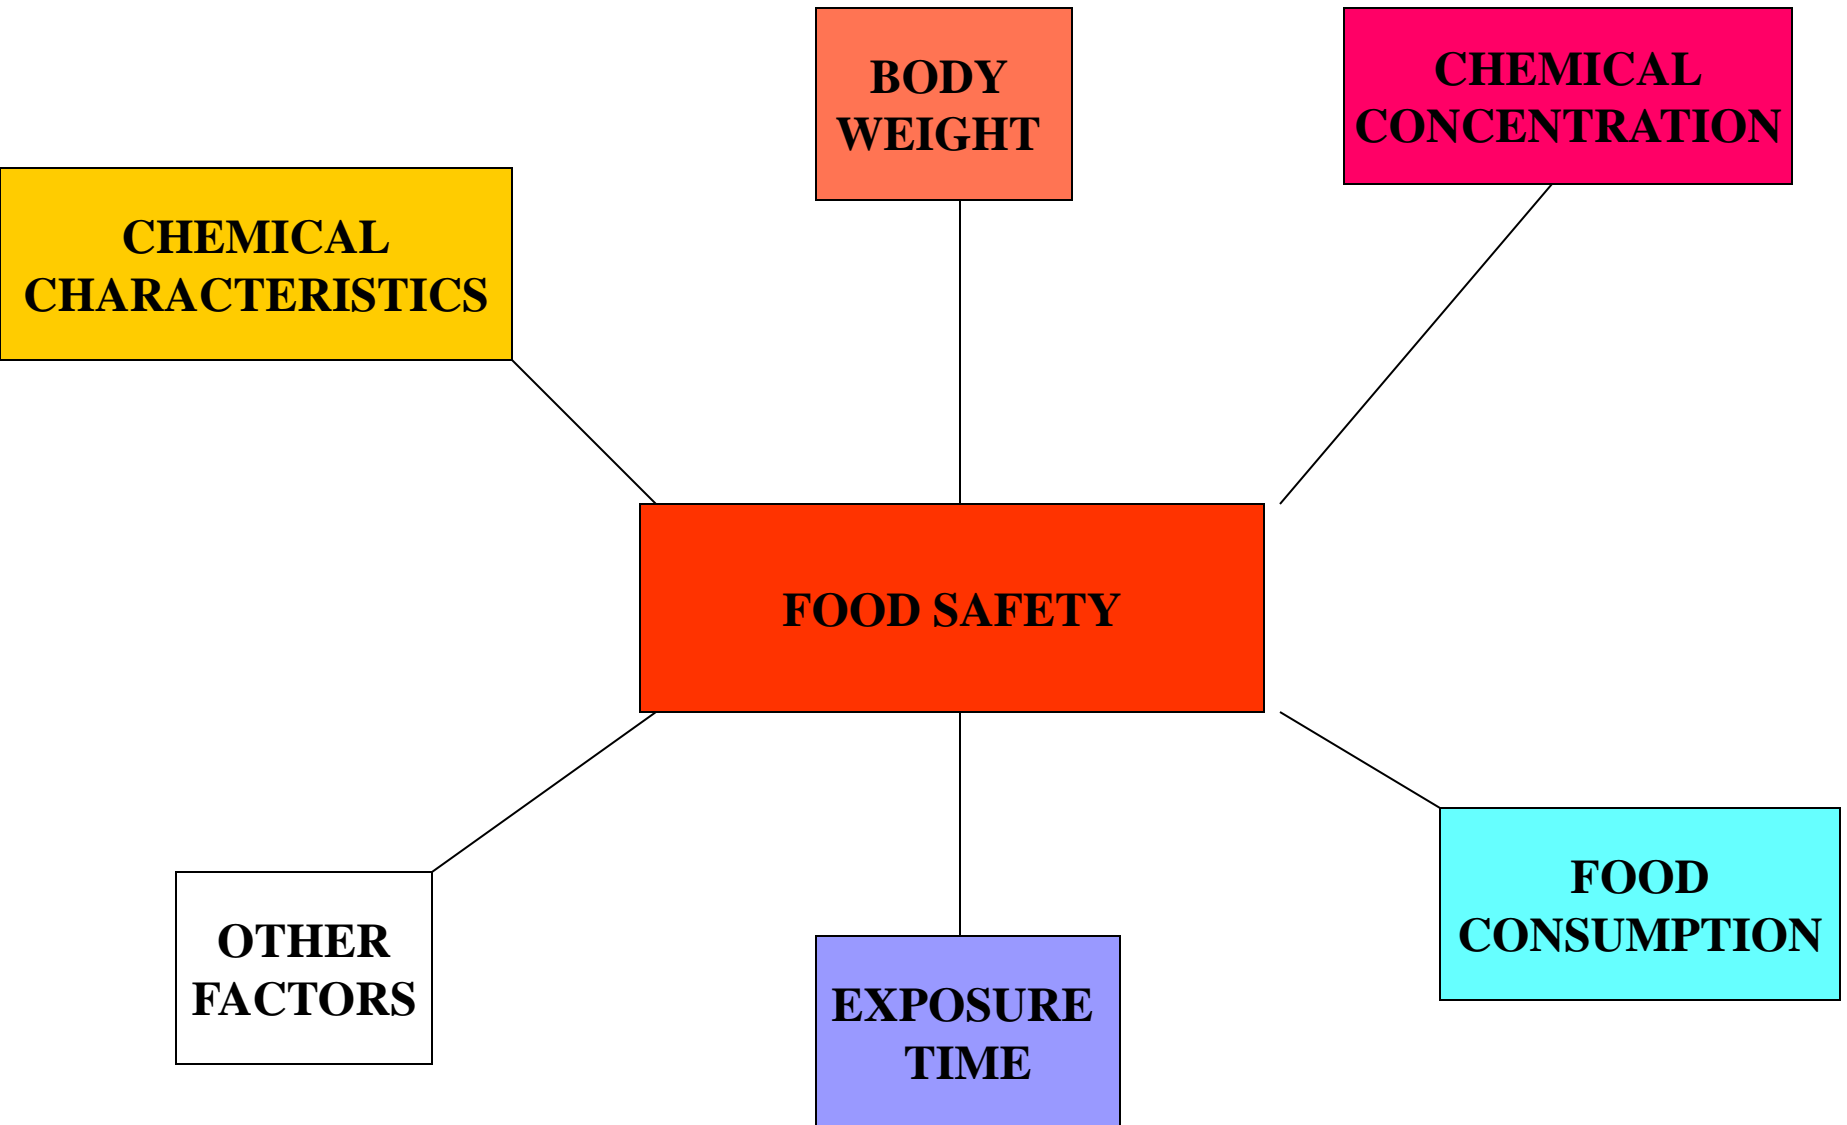 BODY
WEIGHT
CHEMICAL
CONCENTRATION
CHEMICAL
CHARACTERISTICS
FOOD SAFETY
OTHER
FACTORS
EXPOSURE
TIME
FOOD
CONSUMPTION